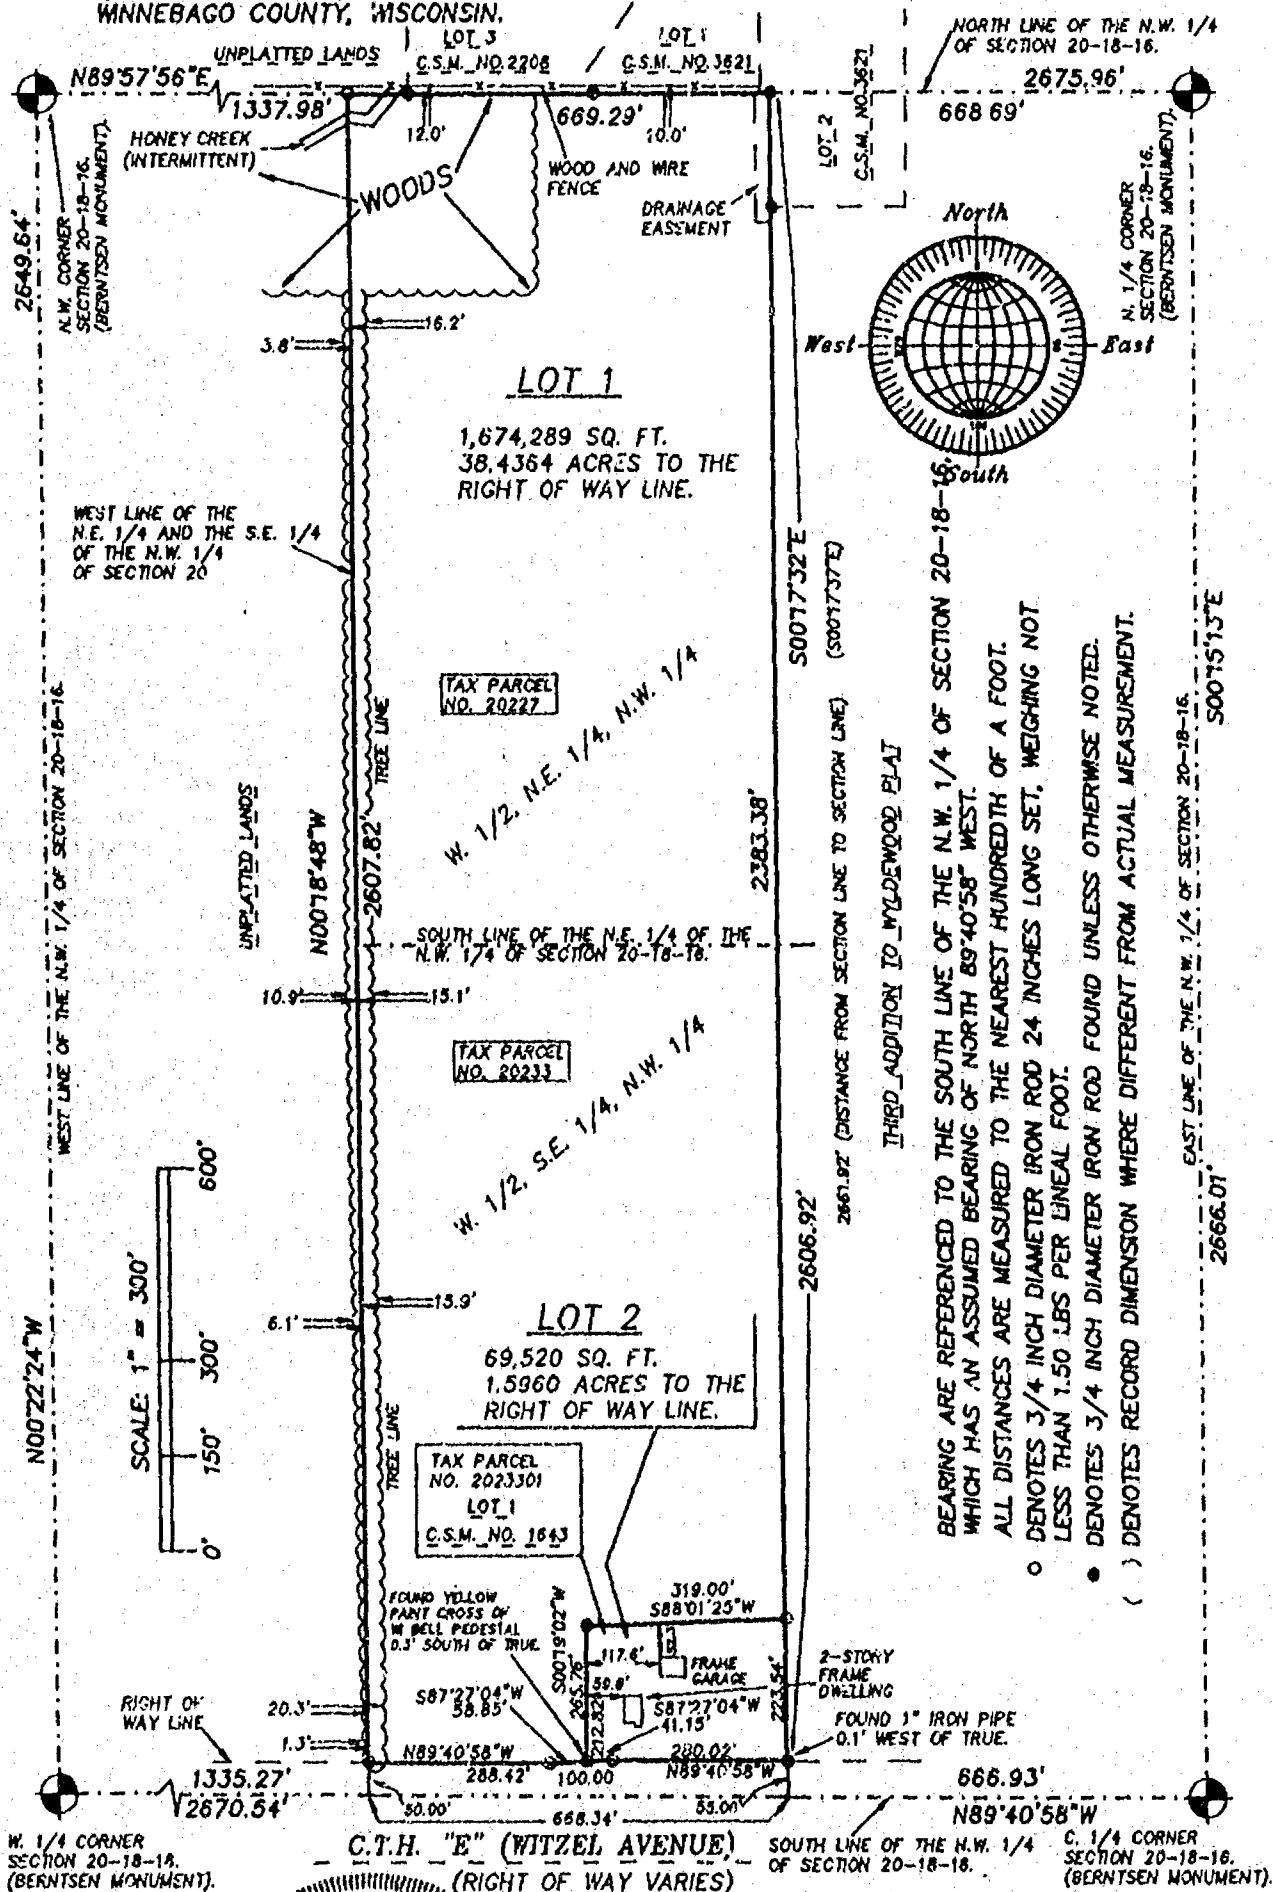 WINNEBAGO COUNTY, WISCONSIN.
UNPLATTED LANDS
LOT 3
C.S.M. NO. 2208
LOT 1
C.S.M. NO. 3621
NORTH LINE OF THE N.W. 1/4
OF SECTION 20-18-16.
N89°57'56"E
2675.96'
1337.98'
12.0'
669.29'
10.0'
668.69'
HONEY CREEK
(INTERMITTENT)
WOODS
WOOD AND WIRE
FENCE
DRAINAGE
EASEMENT
LOT 2
C.S.M. NO. 3621
2649.64'
N.W. CORNER
SECTION 20-18-16.
(BERNTSEN MONUMENT).
N. 1/4 CORNER
SECTION 20-18-16.
(BERNTSEN MONUMENT).
North
West
East
South
16.2'
3.8'
LOT 1
1,674,289 SQ. FT.
38.4364 ACRES TO THE
RIGHT OF WAY LINE.
WEST LINE OF THE
N.E. 1/4 AND THE S.E. 1/4
OF THE N.W. 1/4
OF SECTION 20
S00°17'32"E
(S00°17'37"E)
TAX PARCEL
NO. 20227
W. 1/2, N.E. 1/4, N.W. 1/4
TREE LINE
WEST LINE OF THE N.W. 1/4 OF SECTION 20-18-16.
UNPLATTED LANDS
N00°18'48"W
2607.82'
2383.38'
2661.92' (DISTANCE FROM SECTION LINE TO SECTION LINE)
THIRD ADDITION TO WYLDEWOOD PLAT
SOUTH LINE OF THE N.E. 1/4 OF THE
N.W. 1/4 OF SECTION 20-18-16.
10.9'
15.1'
TAX PARCEL
NO. 20233
W. 1/2, S.E. 1/4, N.W. 1/4
BEARING ARE REFERENCED TO THE SOUTH LINE OF THE N.W. 1/4 OF SECTION 20-18-16,
WHICH HAS AN ASSUMED BEARING OF NORTH 89°40'58" WEST.
ALL DISTANCES ARE MEASURED TO THE NEAREST HUNDREDTH OF A FOOT.
○ DENOTES 3/4 INCH DIAMETER IRON ROD 24 INCHES LONG SET, WEIGHING NOT
LESS THAN 1.50 LBS PER LINEAL FOOT.
● DENOTES 3/4 INCH DIAMETER IRON ROD FOUND UNLESS OTHERWISE NOTED.
( ) DENOTES RECORD DIMENSION WHERE DIFFERENT FROM ACTUAL MEASUREMENT.
EAST LINE OF THE N.W. 1/4 OF SECTION 20-18-16.
S00°15'13"E
2666.01'
2606.92'
SCALE: 1" = 300'
0'
150'
300'
600'
N00°22'24"W
6.1'
15.9'
LOT 2
69,520 SQ. FT.
1.5960 ACRES TO THE
RIGHT OF WAY LINE.
TREE LINE
TAX PARCEL
NO. 2023301
LOT 1
C.S.M. NO. 1643
FOUND YELLOW
PAINT CROSS ON
W BELL PEDESTAL
0.3' SOUTH OF TRUE.
S00°19'02"W
265.76'
212.82'
319.00'
S88°01'25"W
117.6'
FRAME
GARAGE
59.8'
2-STORY
FRAME
DWELLING
223.54'
S87°27'04"W
58.85'
S87°27'04"W
41.15'
FOUND 1" IRON PIPE
0.1' WEST OF TRUE.
RIGHT OF
WAY LINE
20.3'
1.3'
N89°40'58"W
288.42'
100.00
280.02'
N89°40'58"W
1335.27'
2670.54'
50.00'
668.34'
55.00'
666.93'
N89°40'58"W
W. 1/4 CORNER
SECTION 20-18-16.
(BERNTSEN MONUMENT).
C.T.H. "E" (WITZEL AVENUE)
(RIGHT OF WAY VARIES)
SOUTH LINE OF THE N.W. 1/4
OF SECTION 20-18-16.
C. 1/4 CORNER
SECTION 20-18-16.
(BERNTSEN MONUMENT).